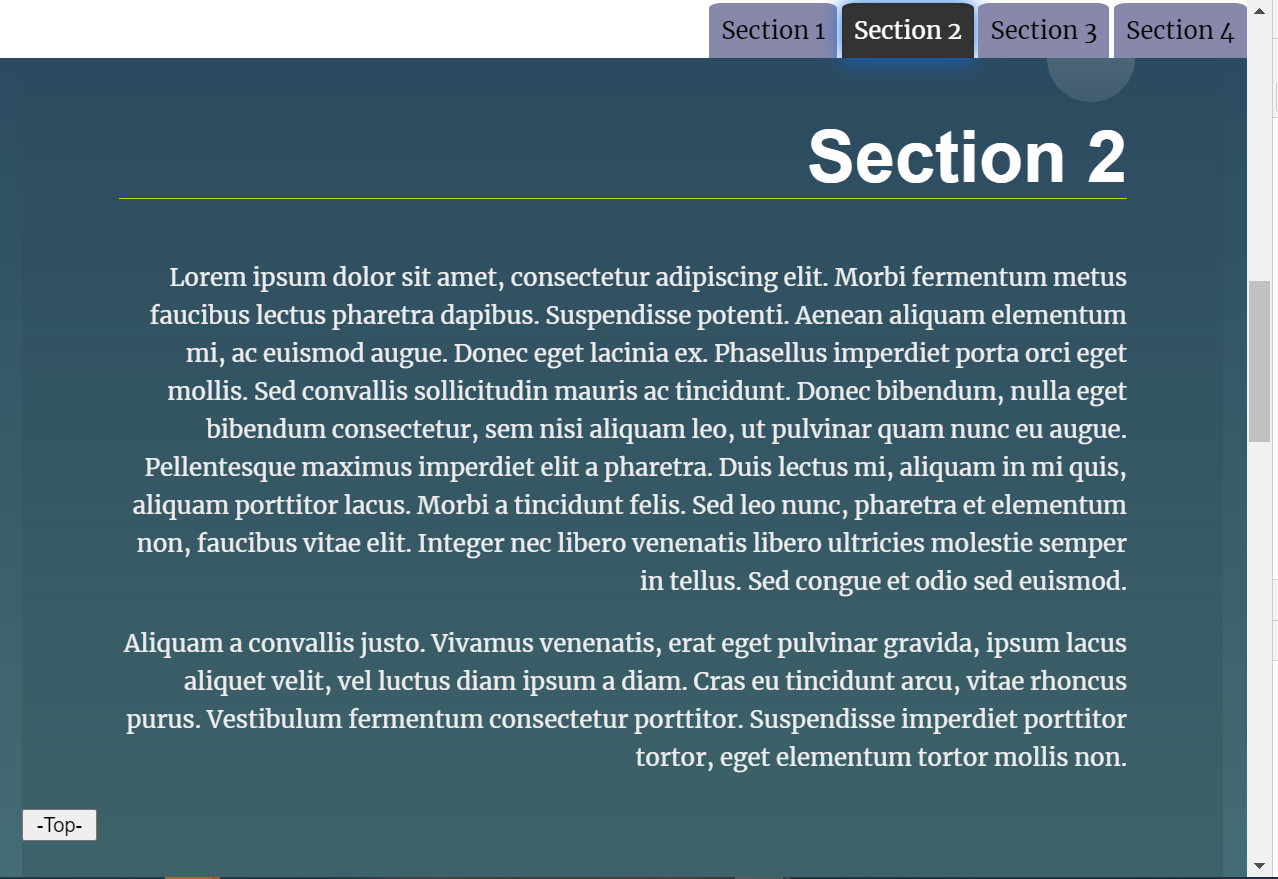 Section 1 Section 2 Section 3 Section 4
Section 2
Lorem ipsum dolor sit amet, consectetur adipiscing elit. Morbi fermentum metus
faucibus lectus pharetra dapibus. Suspendisse potenti. Aenean aliquam elementum
mi, ac euismod augue. Donec eget lacinia ex. Phasellus imperdiet porta orci eget
mollis. Sed convallis sollicitudin mauris ac tincidunt. Donec bibendum, nulla eget
bibendum consectetur, sem nisi aliquam leo, ut pulvinar quam nunc eu augue.
Pellentesque maximus imperdiet elit a pharetra. Duis lectus mi, aliquam in mi quis,
aliquam porttitor lacus. Morbi a tincidunt felis. Sed leo nunc, pharetra et elementum
non, faucibus vitae elit. Integer nec libero venenatis libero ultricies molestie semper
in tellus. Sed congue et odio sed euismod.
Aliquam a convallis justo. Vivamus venenatis, erat eget pulvinar gravida, ipsum lacus
aliquet velit, vel luctus diam ipsum a diam. Cras eu tincidunt arcu, vitae rhoncus
purus. Vestibulum fermentum consectetur porttitor. Suspendisse imperdiet porttitor
tortor, eget elementum tortor mollis non.
-Top-